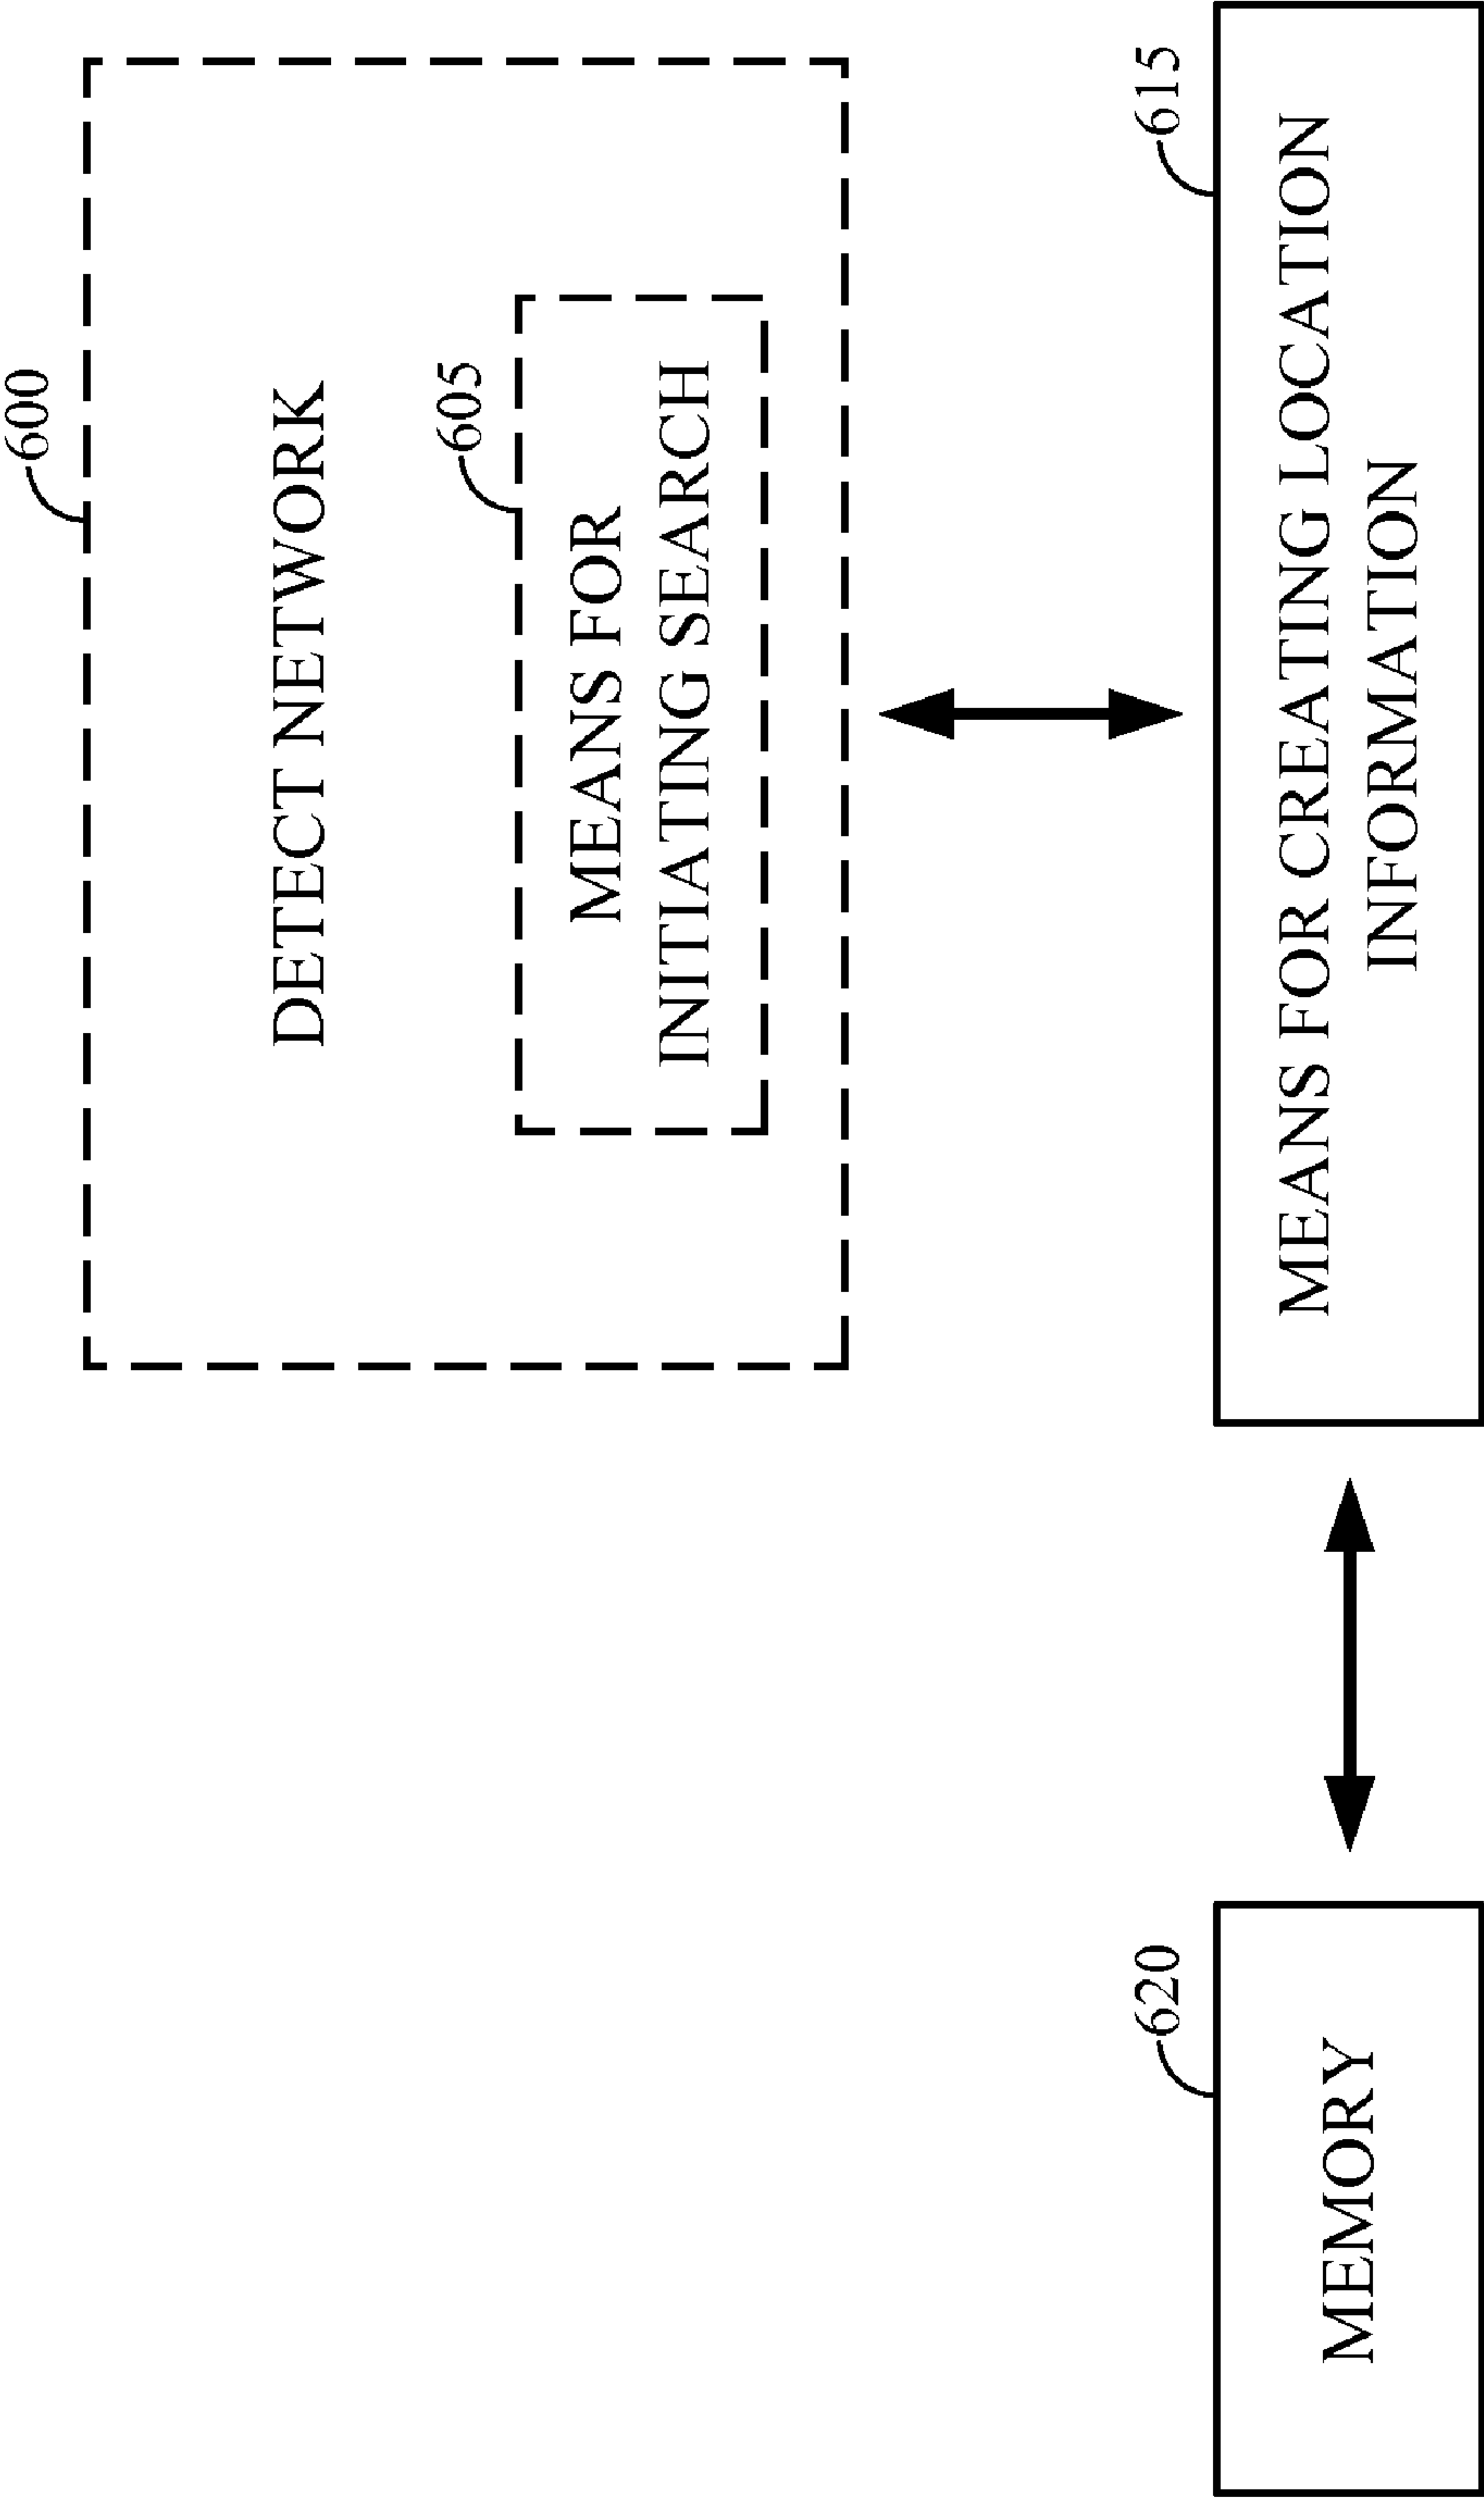 600
DETECT NETWORK
605
MEANS FOR
INITIATING SEARCH
620
MEMORY
615
MEANS FOR CREATING LOCATION
INFORMATION